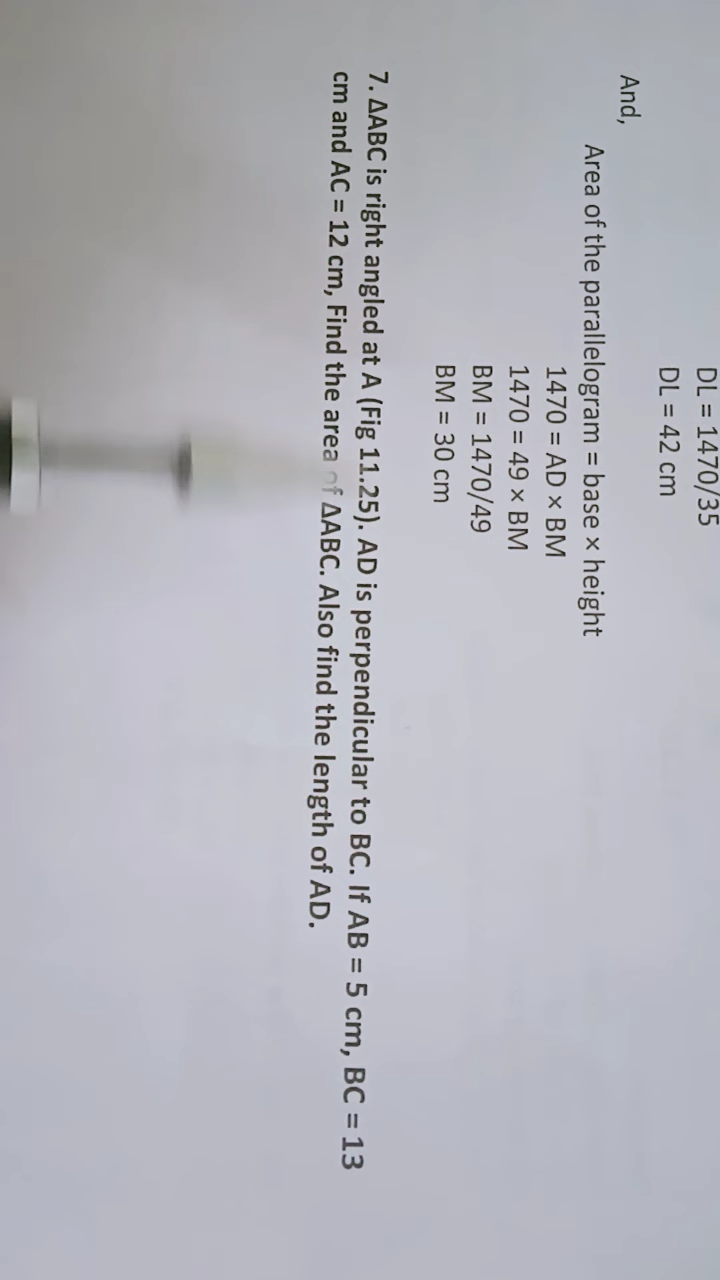 DL = 1470/35
DL = 42 cm
And,
Area of the parallelogram = base × height
1470 = AD × BM
1470 = 49 × BM
BM = 1470/49
BM = 30 cm
7. ΔABC is right angled at A (Fig 11.25). AD is perpendicular to BC. If AB = 5 cm, BC = 13
cm and AC = 12 cm, Find the area of ΔABC. Also find the length of AD.